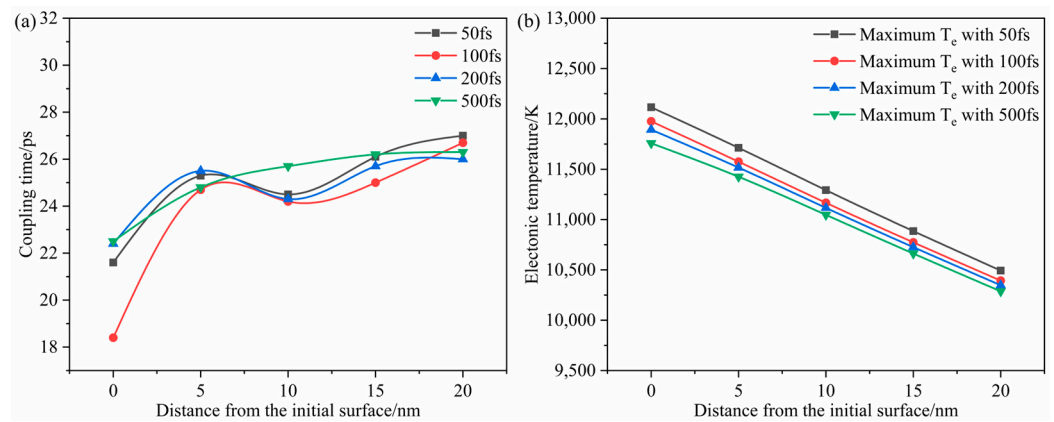 (a)
32
30
28
26
24
22
20
18
Coupling time/ps
50fs
100fs
200fs
500fs
0 5 10 15 20
Distance from the initial surface/nm
(b)
13,000
12,500
12,000
11,500
11,000
10,500
10,000
9,500
Electonic temperature/K
Maximum Te with 50fs
Maximum Te with 100fs
Maximum Te with 200fs
Maximum Te with 500fs
0 5 10 15 20
Distance from the initial surface/nm